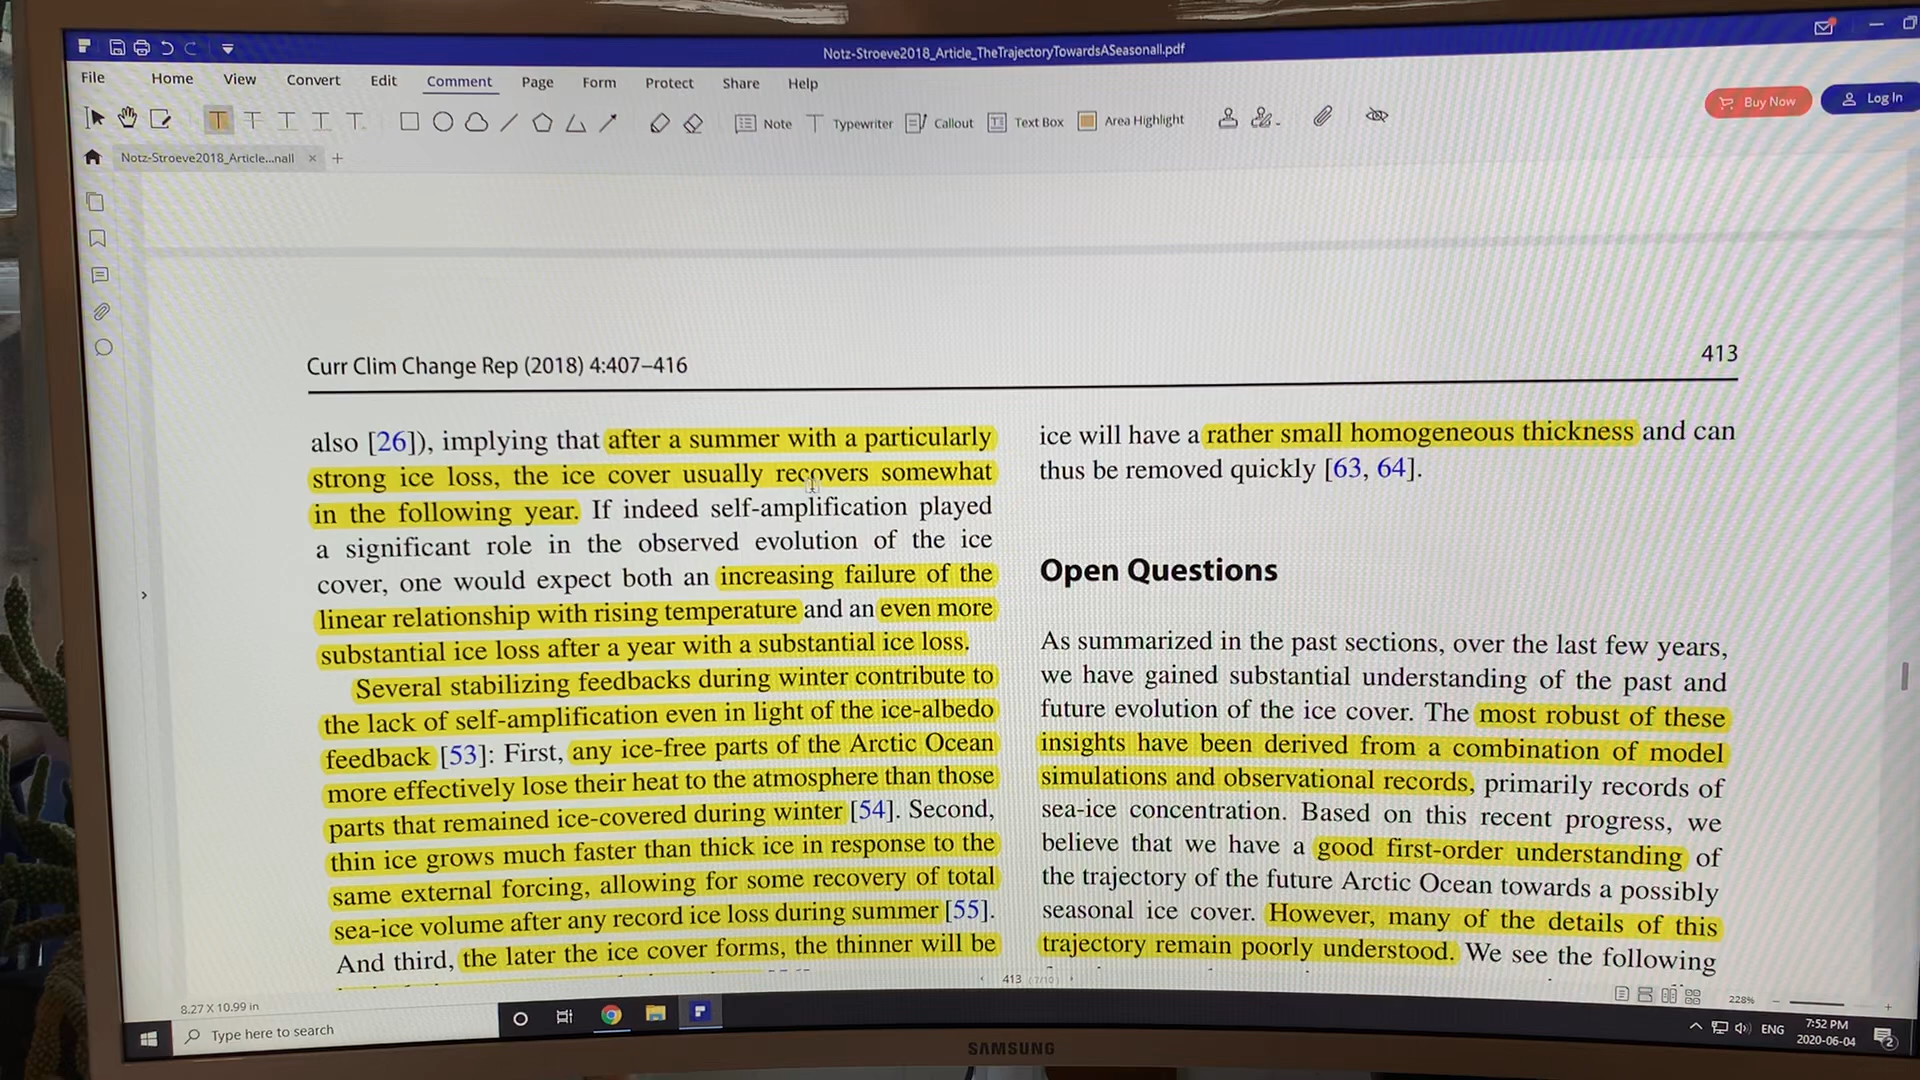 Notz-Stroeve2018_Article_TheTrajectoryTowardsASeasonall.pdf
File Home View Convert Edit Comment Page Form Protect Share Help
Buy Now
Log In
Note Typewriter Callout Text Box Area Highlight
Notz-Stroeve2018_Article...nall × +
Curr Clim Change Rep (2018) 4:407–416
413
also [26]), implying that after a summer with a particularly
strong ice loss, the ice cover usually recovers somewhat
in the following year. If indeed self-amplification played
a significant role in the observed evolution of the ice
cover, one would expect both an increasing failure of the
linear relationship with rising temperature and an even more
substantial ice loss after a year with a substantial ice loss.
Several stabilizing feedbacks during winter contribute to
the lack of self-amplification even in light of the ice-albedo
feedback [53]: First, any ice-free parts of the Arctic Ocean
more effectively lose their heat to the atmosphere than those
parts that remained ice-covered during winter [54]. Second,
thin ice grows much faster than thick ice in response to the
same external forcing, allowing for some recovery of total
sea-ice volume after any record ice loss during summer [55].
And third, the later the ice cover forms, the thinner will be
ice will have a rather small homogeneous thickness and can
thus be removed quickly [63, 64].
Open Questions
As summarized in the past sections, over the last few years,
we have gained substantial understanding of the past and
future evolution of the ice cover. The most robust of these
insights have been derived from a combination of model
simulations and observational records, primarily records of
sea-ice concentration. Based on this recent progress, we
believe that we have a good first-order understanding of
the trajectory of the future Arctic Ocean towards a possibly
seasonal ice cover. However, many of the details of this
trajectory remain poorly understood. We see the following
413 (7/10)
8.27 X 10.99 in
228%
Type here to search
ENG
7:52 PM
2020-06-04
2
SAMSUNG